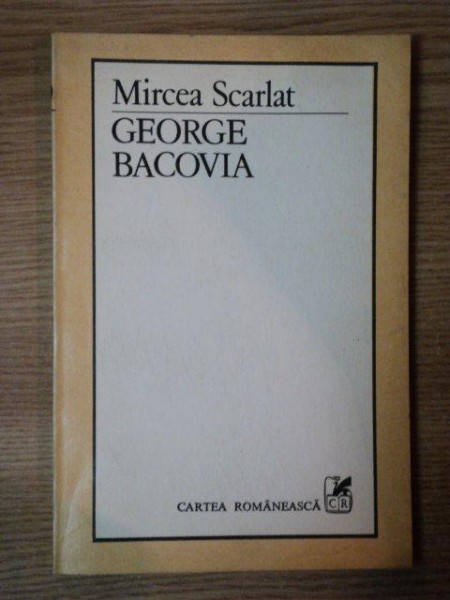 Mircea Scarlat
GEORGE
BACOVIA
CARTEA ROMÂNEASCĂ
CR